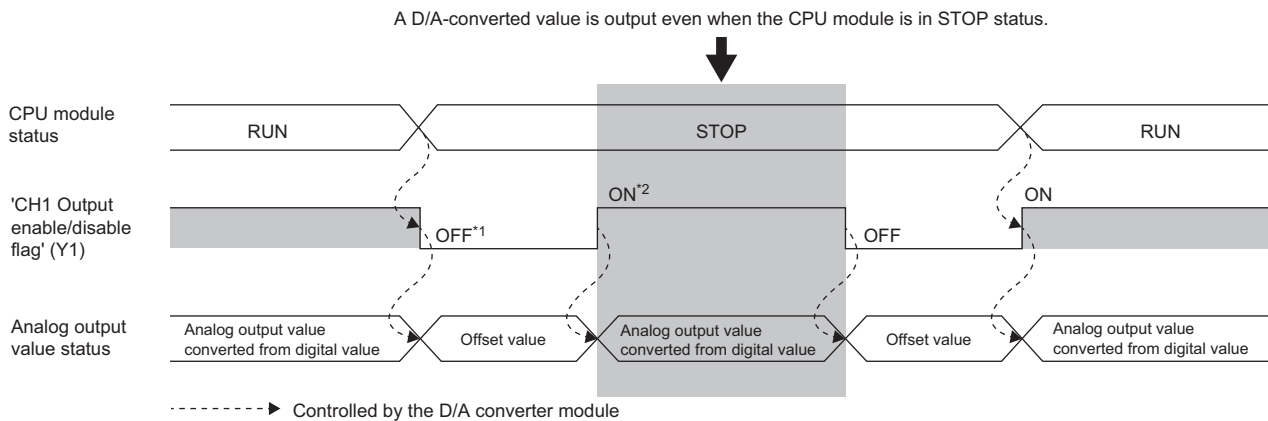 A D/A-converted value is output even when the CPU module is in STOP status.
CPU module
status
RUN
STOP
RUN
'CH1 Output
enable/disable
flag' (Y1)
OFF*1
ON*2
OFF
ON
Analog output
value status
Analog output value
converted from digital value
Offset value
Analog output value
converted from digital value
Offset value
Analog output value
converted from digital value
Controlled by the D/A converter module